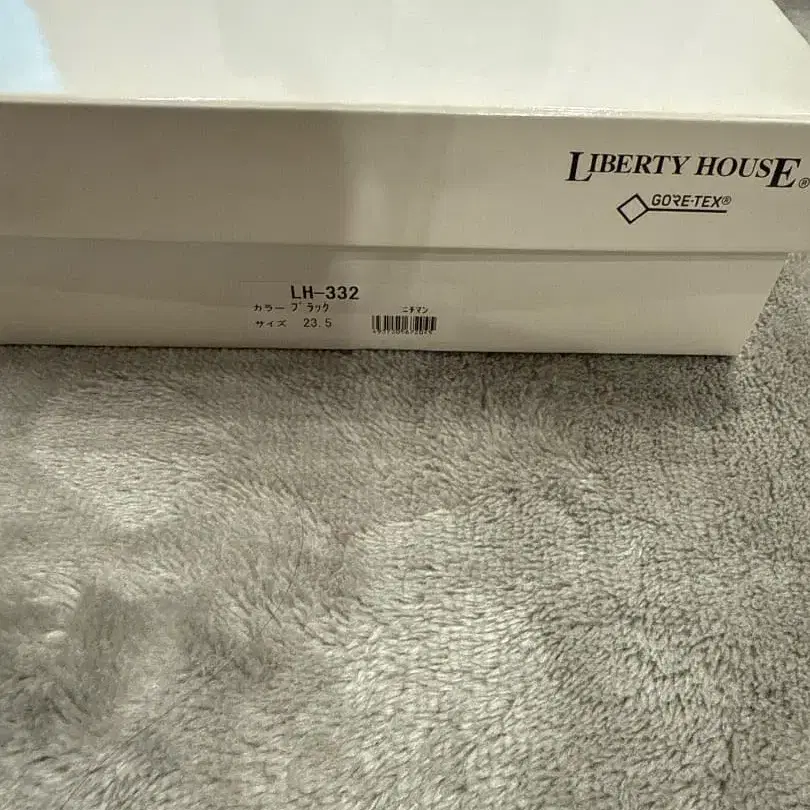 LIBERTY HOUSE®
GORE-TEX®
LH-332
カラー ブラック
ニチマン
サイズ 23.5